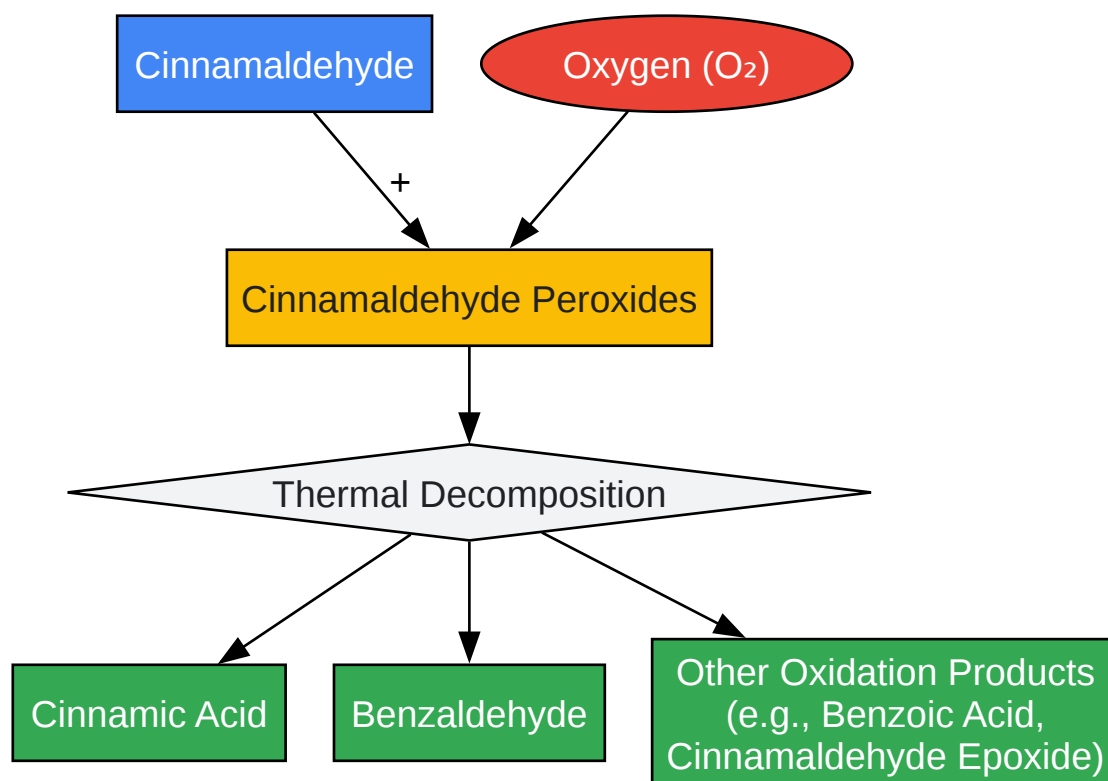 Cinnamaldehyde
Oxygen (O₂)
+
Cinnamaldehyde Peroxides
Thermal Decomposition
Cinnamic Acid
Benzaldehyde
Other Oxidation Products
(e.g., Benzoic Acid,
Cinnamaldehyde Epoxide)